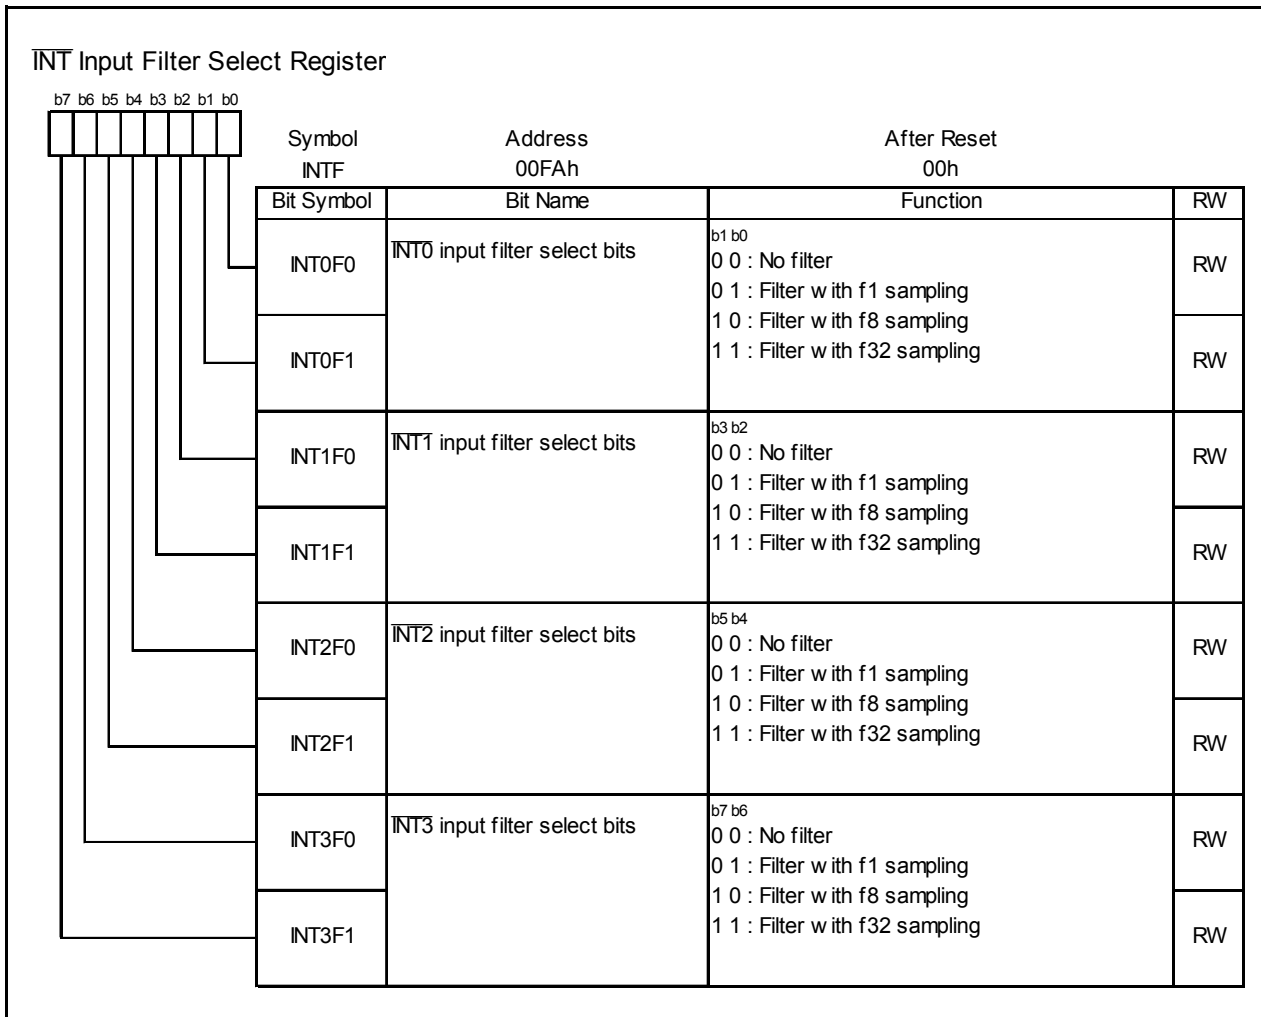 INT Input Filter Select Register
b7 b6 b5 b4 b3 b2 b1 b0
Symbol Address After Reset
INTF 00FAh 00h
Bit Symbol Bit Name Function RW
INT0F0 INT0 input filter select bits b1 b0
0 0 : No filter
0 1 : Filter with f1 sampling
1 0 : Filter with f8 sampling
1 1 : Filter with f32 sampling
RW
INT0F1 RW
INT1F0 INT1 input filter select bits b3 b2
0 0 : No filter
0 1 : Filter with f1 sampling
1 0 : Filter with f8 sampling
1 1 : Filter with f32 sampling
RW
INT1F1 RW
INT2F0 INT2 input filter select bits b5 b4
0 0 : No filter
0 1 : Filter with f1 sampling
1 0 : Filter with f8 sampling
1 1 : Filter with f32 sampling
RW
INT2F1 RW
INT3F0 INT3 input filter select bits b7 b6
0 0 : No filter
0 1 : Filter with f1 sampling
1 0 : Filter with f8 sampling
1 1 : Filter with f32 sampling
RW
INT3F1 RW